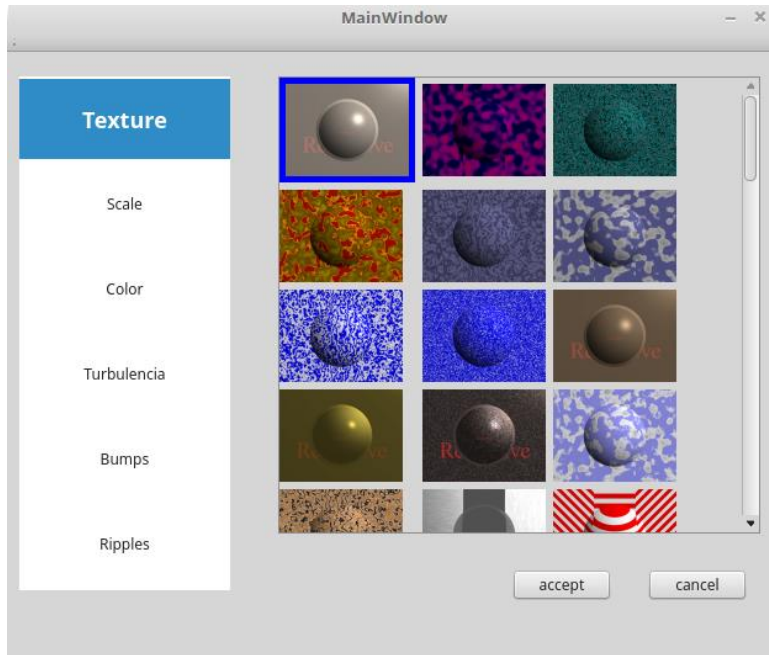 MainWindow
Texture
Scale
Color
Turbulencia
Bumps
Ripples
accept
cancel